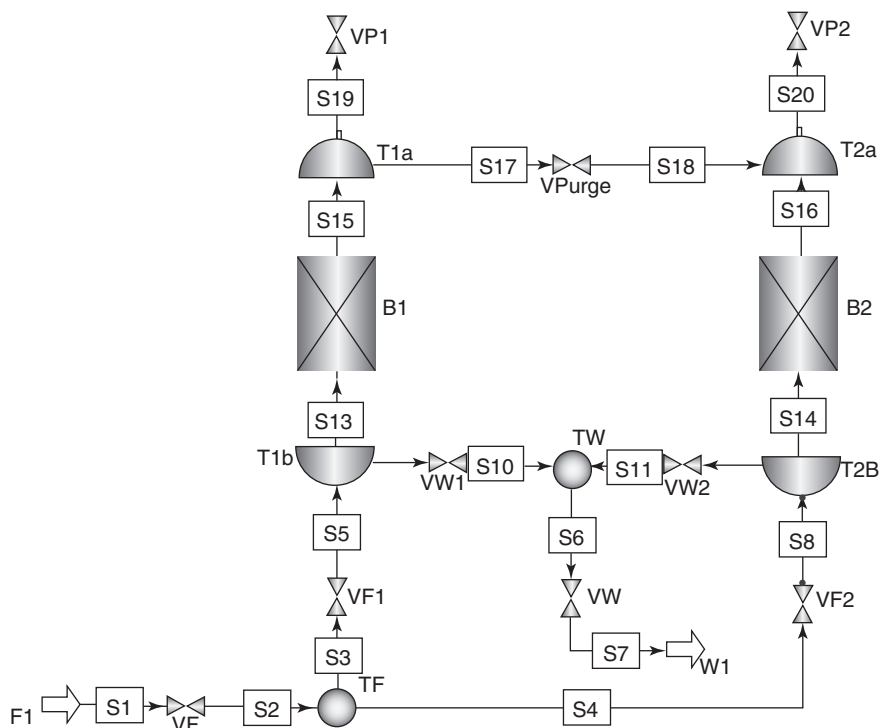 VP1
VP2
S19
S20
T1a
S17
VPurge
S18
T2a
S15
S16
B1
B2
S13
S14
T1b
VW1
S10
TW
S11
VW2
T2B
S5
S6
S8
VF1
VW
VF2
S3
S7
W1
TF
F1
S1
VF
S2
S4